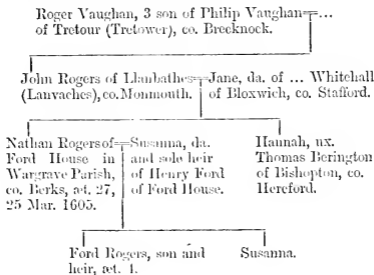 Roger Vaughan, 3 son of Philip Vaughan=...
of Tretour (Tretower), co. Brecknock.
John Rogers of Llanbathes=Jane, da. of ... Whitehall
(Lanvaches), co. Monmouth. of Bloxwich, co. Stafford.
Nathan Rogers of=Susanna, da. Hannah, ux.
Ford House in and sole heir Thomas Berington
Wargrave Parish, of Henry Ford of Bishopton, co.
co. Berks, æt. 27, of Ford House. Hereford.
25 Mar. 1605.
Ford Rogers, son and Susanna.
heir, æt. 1.